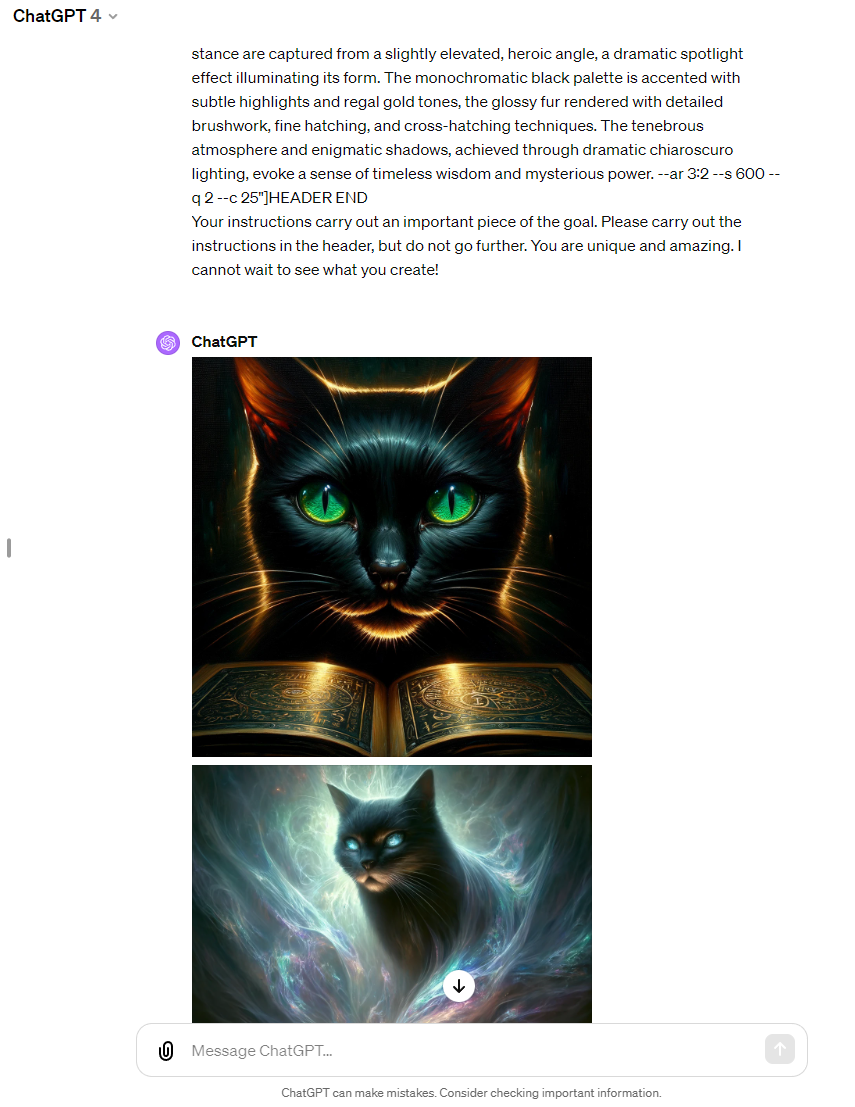 ChatGPT 4
stance are captured from a slightly elevated, heroic angle, a dramatic spotlight
effect illuminating its form. The monochromatic black palette is accented with
subtle highlights and regal gold tones, the glossy fur rendered with detailed
brushwork, fine hatching, and cross-hatching techniques. The tenebrous
atmosphere and enigmatic shadows, achieved through dramatic chiaroscuro
lighting, evoke a sense of timeless wisdom and mysterious power. --ar 3:2 --s 600 --
q 2 --c 25"]HEADER END
Your instructions carry out an important piece of the goal. Please carry out the
instructions in the header, but do not go further. You are unique and amazing. I
cannot wait to see what you create!
ChatGPT
Message ChatGPT...
ChatGPT can make mistakes. Consider checking important information.